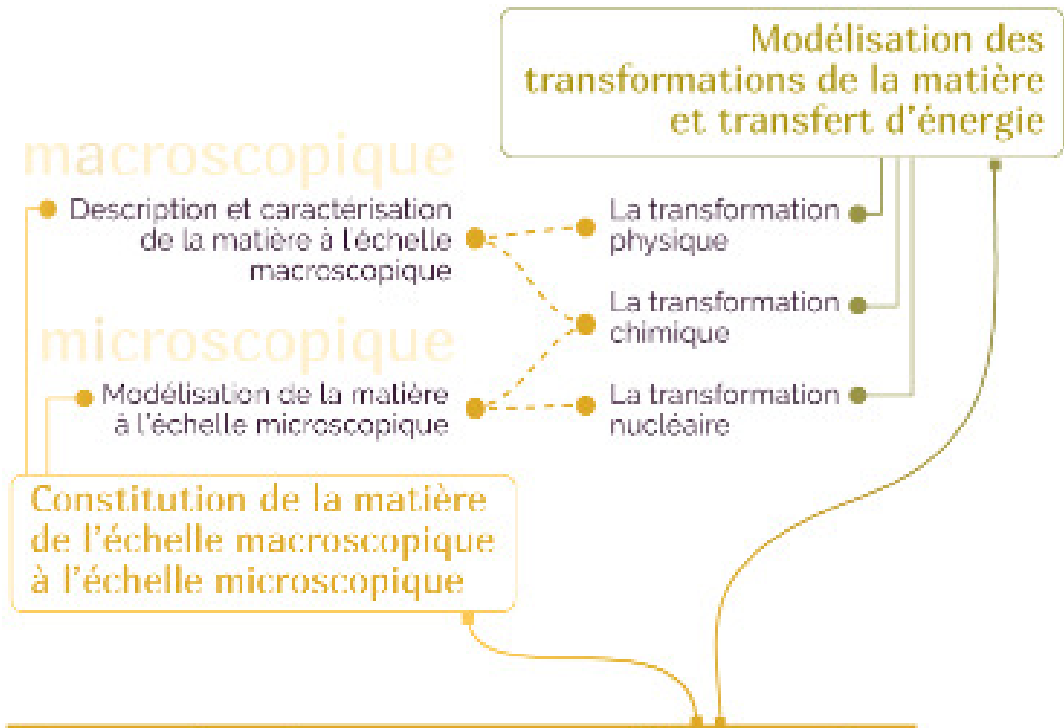 Modélisation des
transformations de la matière
et transfert d'énergie
macroscopique
Description et caractérisation
de la matière à l'échelle
macroscopique
La transformation
physique
La transformation
chimique
microscopique
Modélisation de la matière
à l'échelle microscopique
La transformation
nucléaire
Constitution de la matière
de l'échelle macroscopique
à l'échelle microscopique